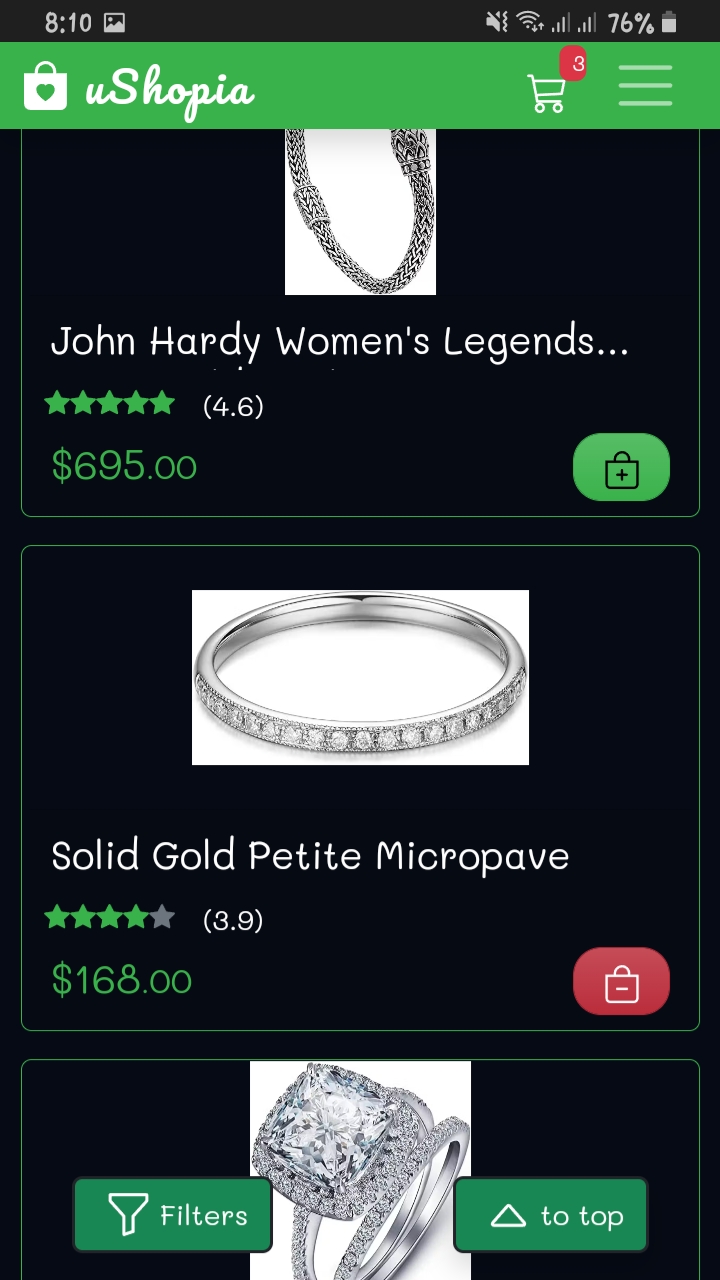 8:10
76%
uShopia
3
John Hardy Women's Legends...
(4.6)
$695.00
Solid Gold Petite Micropave
(3.9)
$168.00
Filters
to top